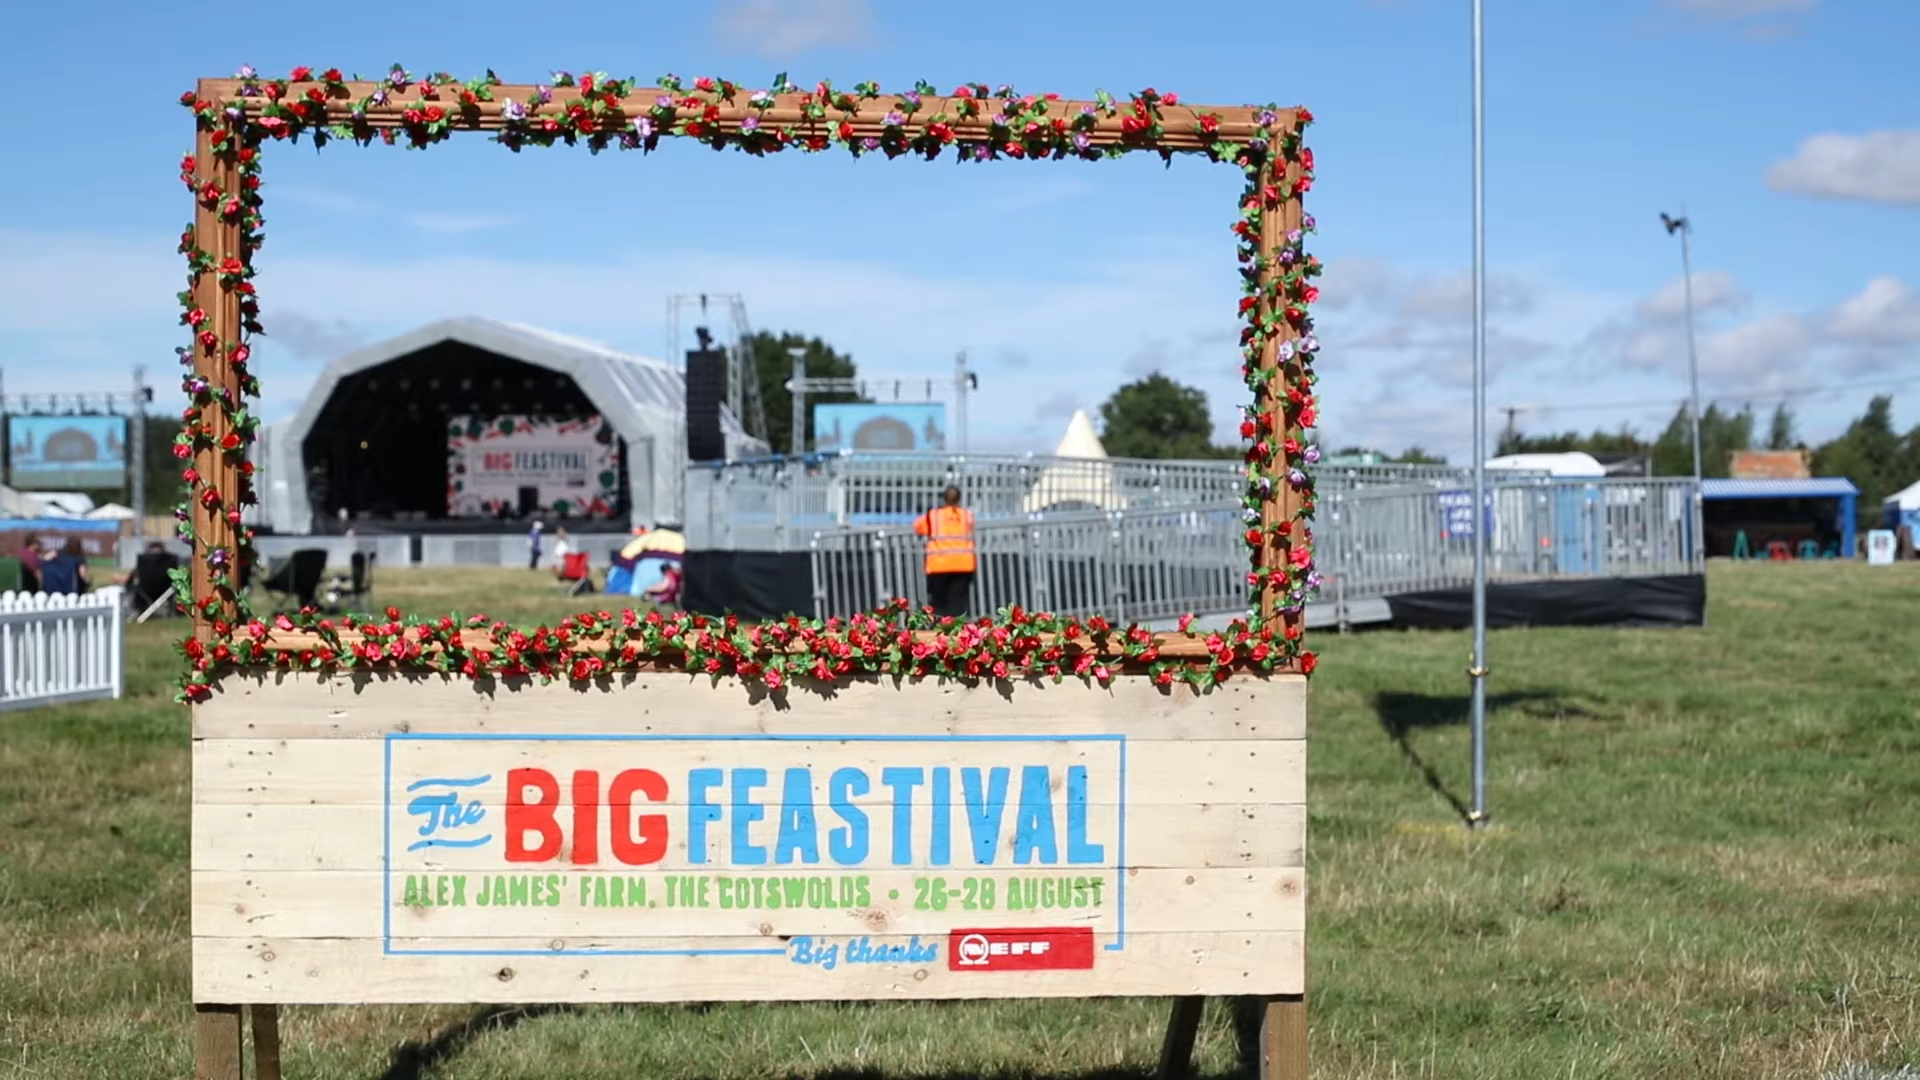 BIG FEASTIVAL
The BIG FEASTIVAL
ALEX JAMES' FARM, THE COTSWOLDS • 26-28 AUGUST
Big thanks NEFF